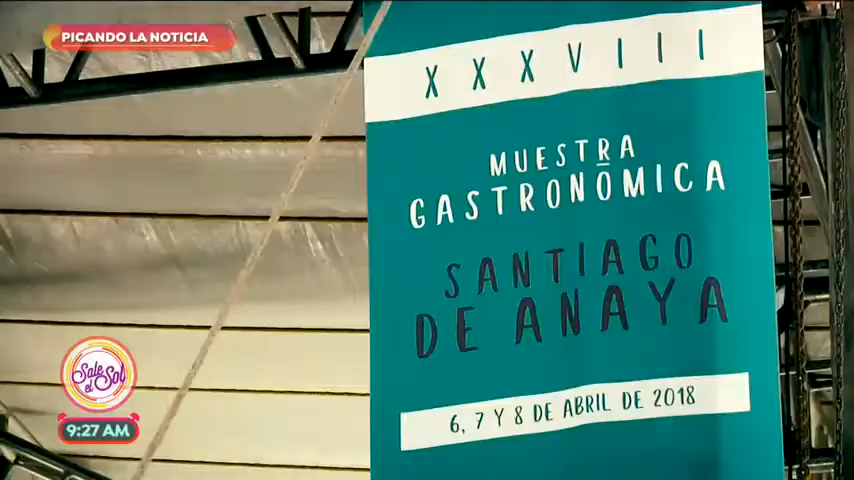 PICANDO LA NOTICIA
XXXVIII
MUESTRA
GASTRONÓMICA
SANTIAGO
DE ANAYA
6, 7 Y 8 DE ABRIL DE 2018
Sale
el Sol
9:27 AM